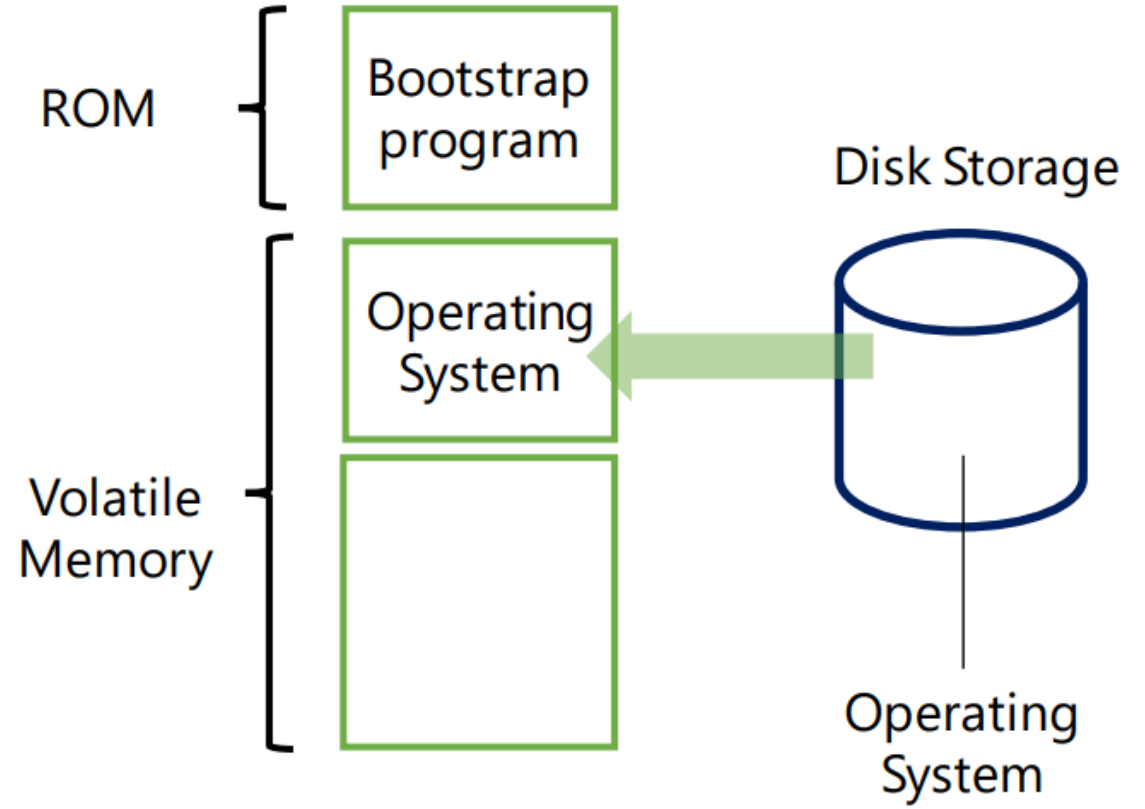 ROM
Bootstrap
program
Disk Storage
Operating
System
Volatile
Memory
Operating
System